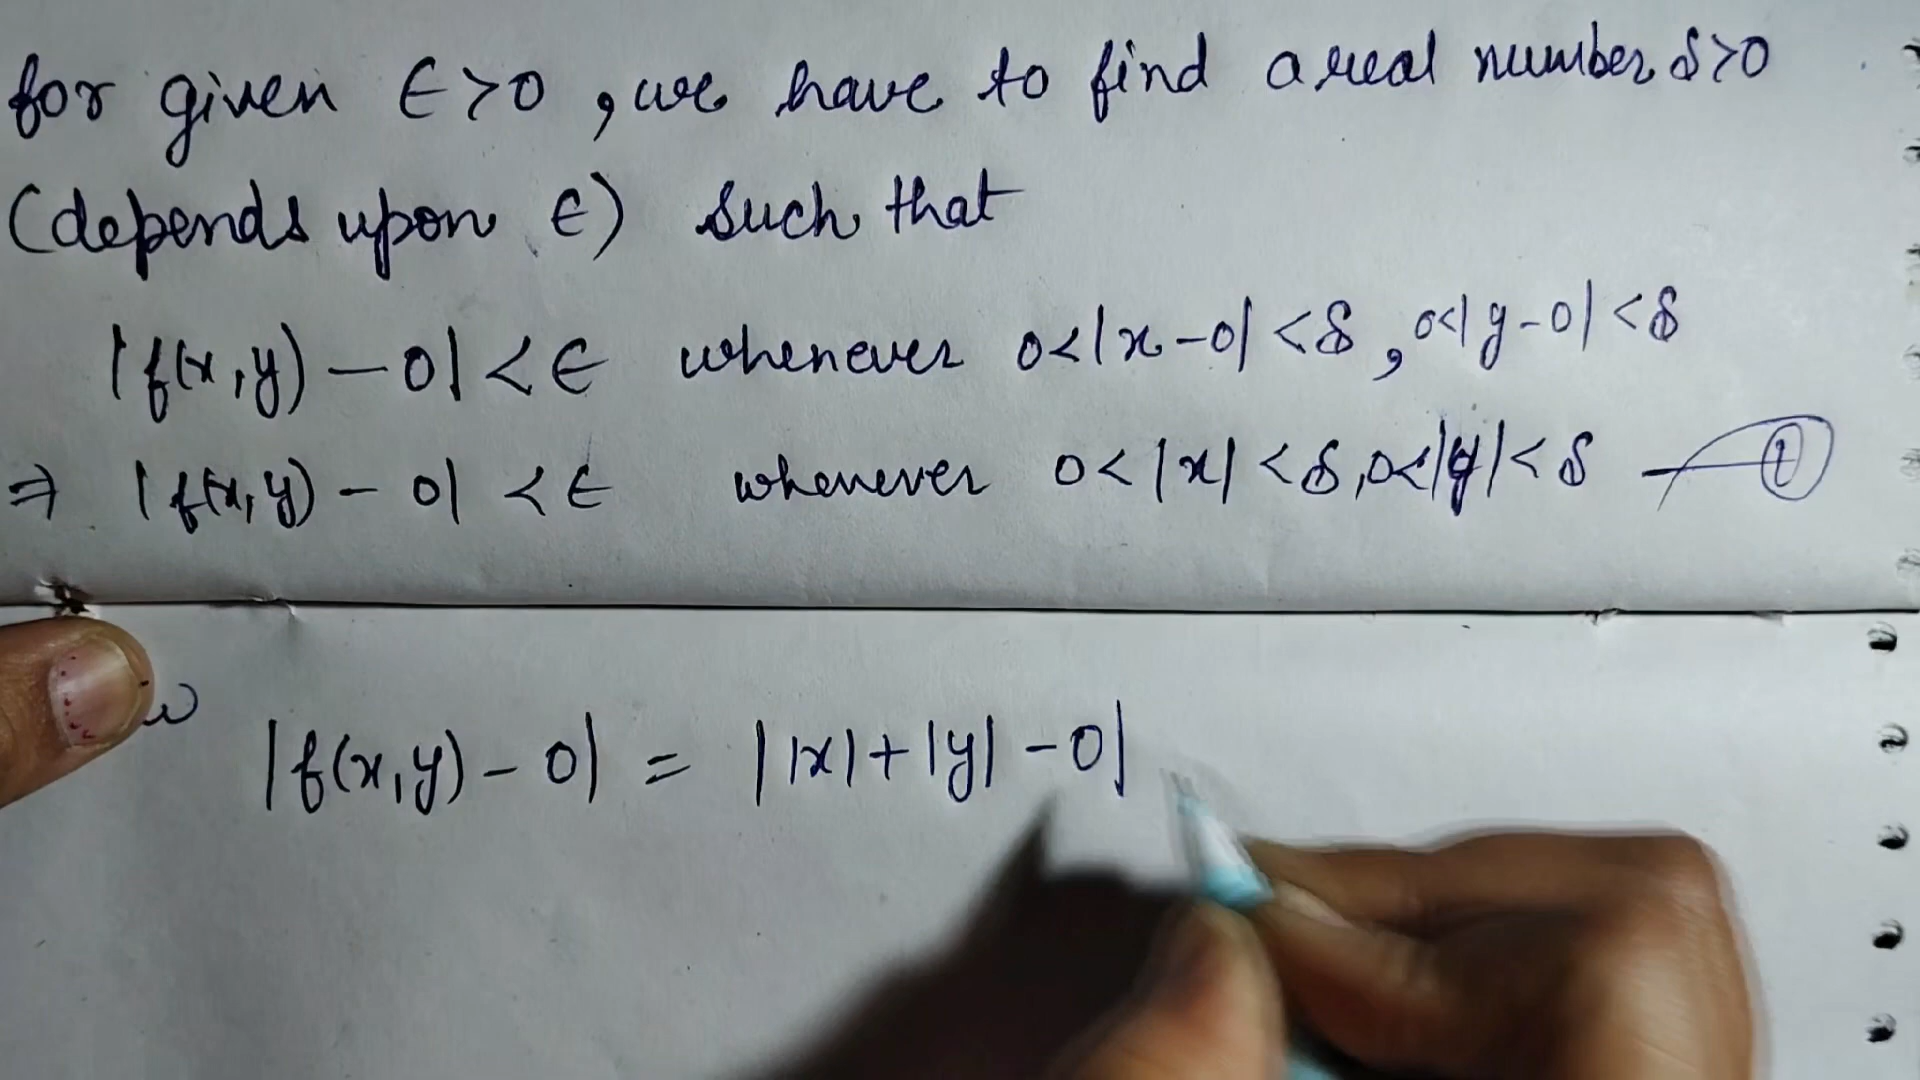 for given ∈>0, we have to find a real number δ>0
(depends upon ∈) such that
|f(x,y)-0|<∈ whenever 0<|x-0|<δ, 0<|y-0|<δ
⇒ |f(x,y)-0|<∈ whenever 0<|x|<δ, 0<|y|<δ — ①
|f(x,y)-0| = ||x|+|y|-0|